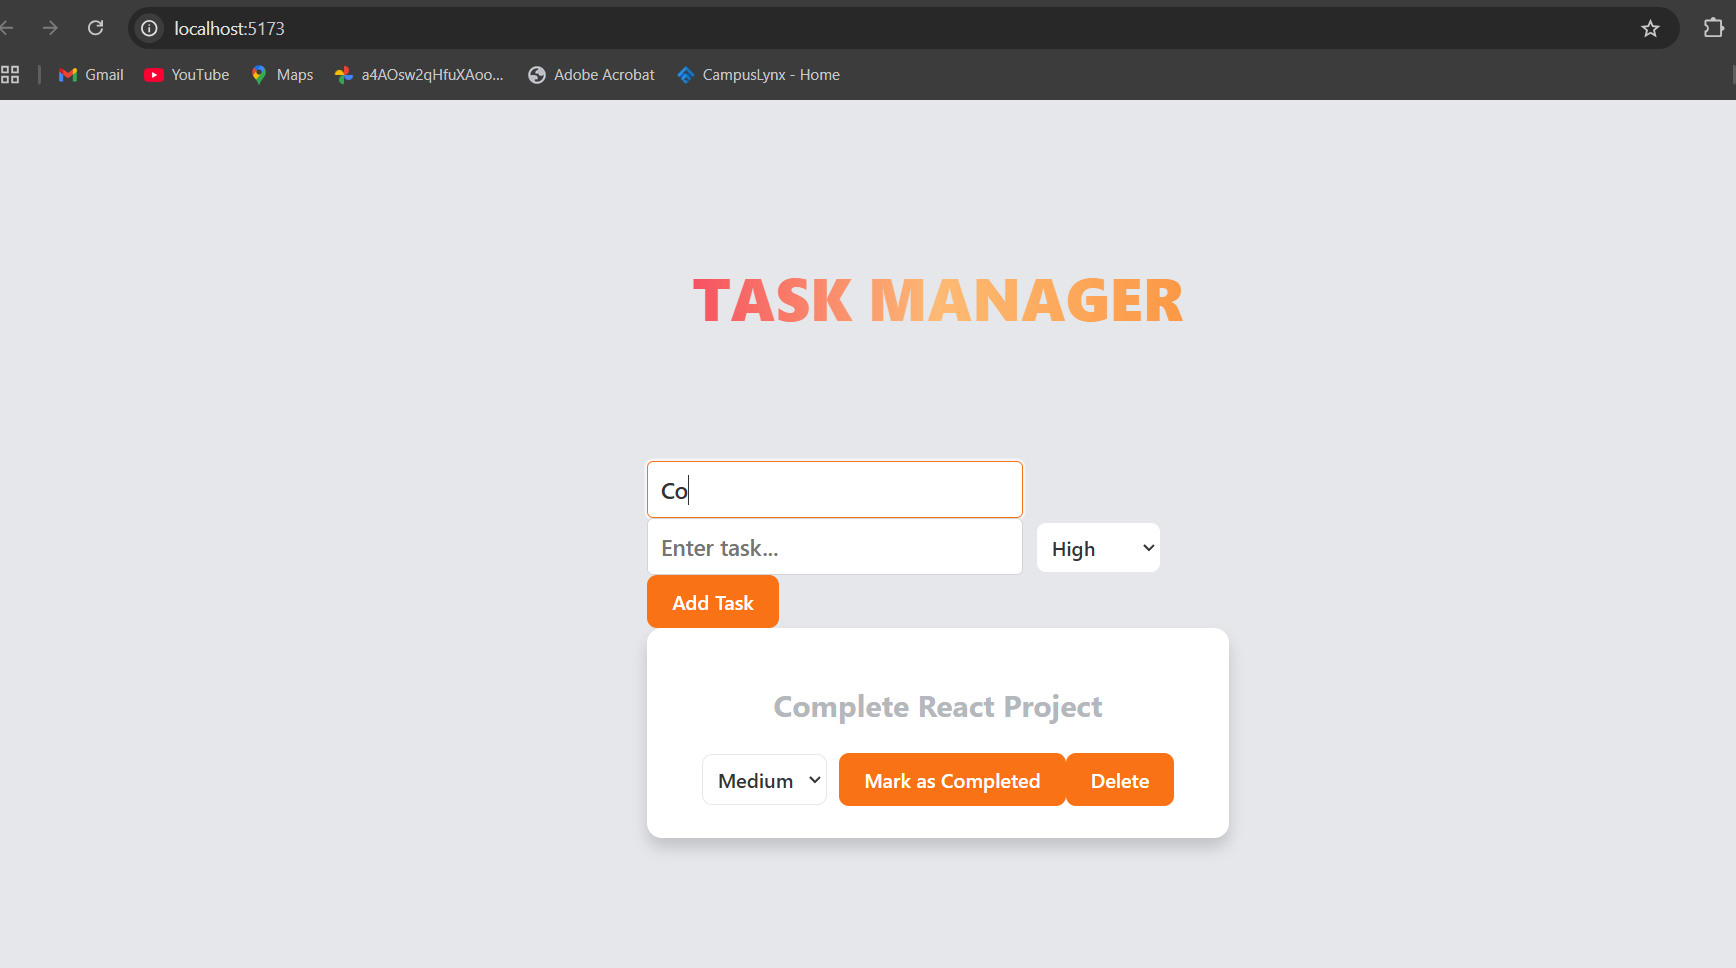 localhost:5173
Gmail YouTube Maps a4AOsw2qHfuXAoo... Adobe Acrobat CampusLynx - Home
TASK MANAGER
Co
Enter task... High
Add Task
Complete React Project
Medium Mark as Completed Delete